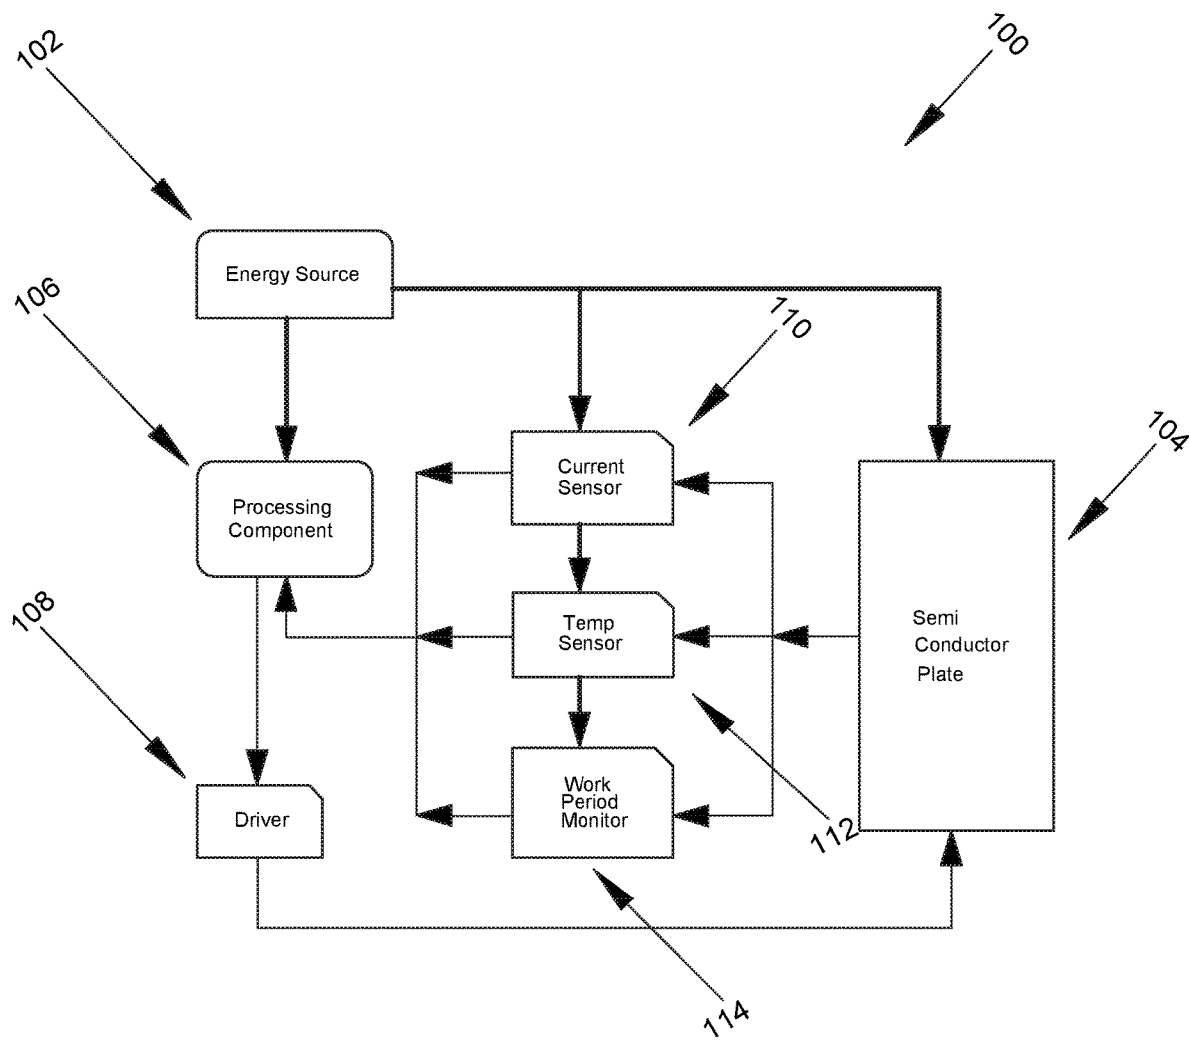 102
100
Energy Source
106
110
104
Current
Sensor
Processing
Component
108
Temp
Sensor
Semi
Conductor
Plate
Work
Period
Monitor
Driver
112
114